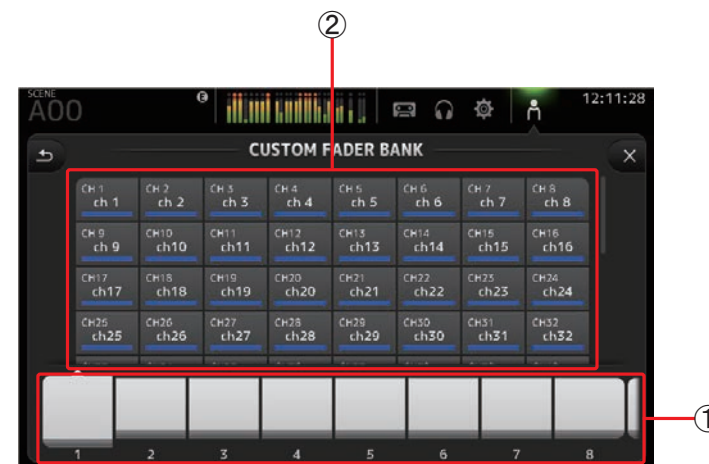 ②
SCENE
A00
E
12:11:28
CUSTOM FADER BANK
CH 1 CH 2 CH 3 CH 4 CH 5 CH 6 CH 7 CH 8
ch 1 ch 2 ch 3 ch 4 ch 5 ch 6 ch 7 ch 8
CH 9 CH10 CH11 CH12 CH13 CH14 CH15 CH16
ch 9 ch10 ch11 ch12 ch13 ch14 ch15 ch16
CH17 CH18 CH19 CH20 CH21 CH22 CH23 CH24
ch17 ch18 ch19 ch20 ch21 ch22 ch23 ch24
CH25 CH26 CH27 CH28 CH29 CH30 CH31 CH32
ch25 ch26 ch27 ch28 ch29 ch30 ch31 ch32
①
1 2 3 4 5 6 7 8